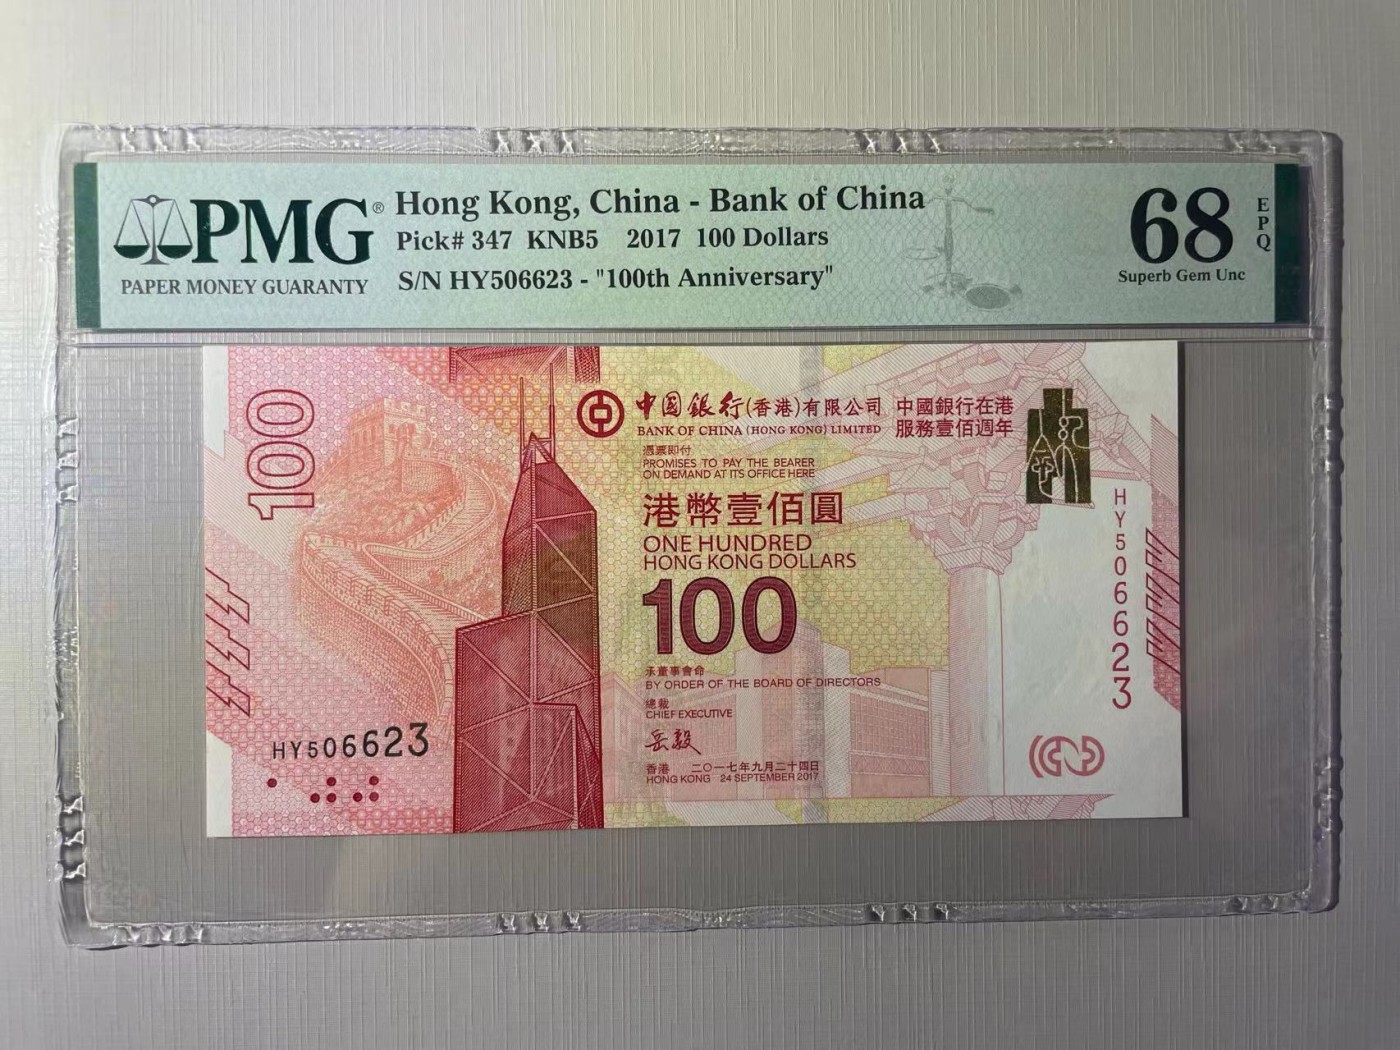 PMG®
PAPER MONEY GUARANTY
Hong Kong, China - Bank of China
Pick# 347 KNB5 2017 100 Dollars
S/N HY506623 - "100th Anniversary"
68
EPQ
Superb Gem Unc
100
中國銀行(香港)有限公司
BANK OF CHINA (HONG KONG) LIMITED
中國銀行在港
服務壹佰週年
憑票即付
PROMISES TO PAY THE BEARER
ON DEMAND AT ITS OFFICE HERE
港幣壹佰圓
ONE HUNDRED
HONG KONG DOLLARS
100
承董事會命
BY ORDER OF THE BOARD OF DIRECTORS
總裁
CHIEF EXECUTIVE
岳毅
香港 二〇一七年九月二十四日
HONG KONG 24 SEPTEMBER 2017
HY506623
HY506623